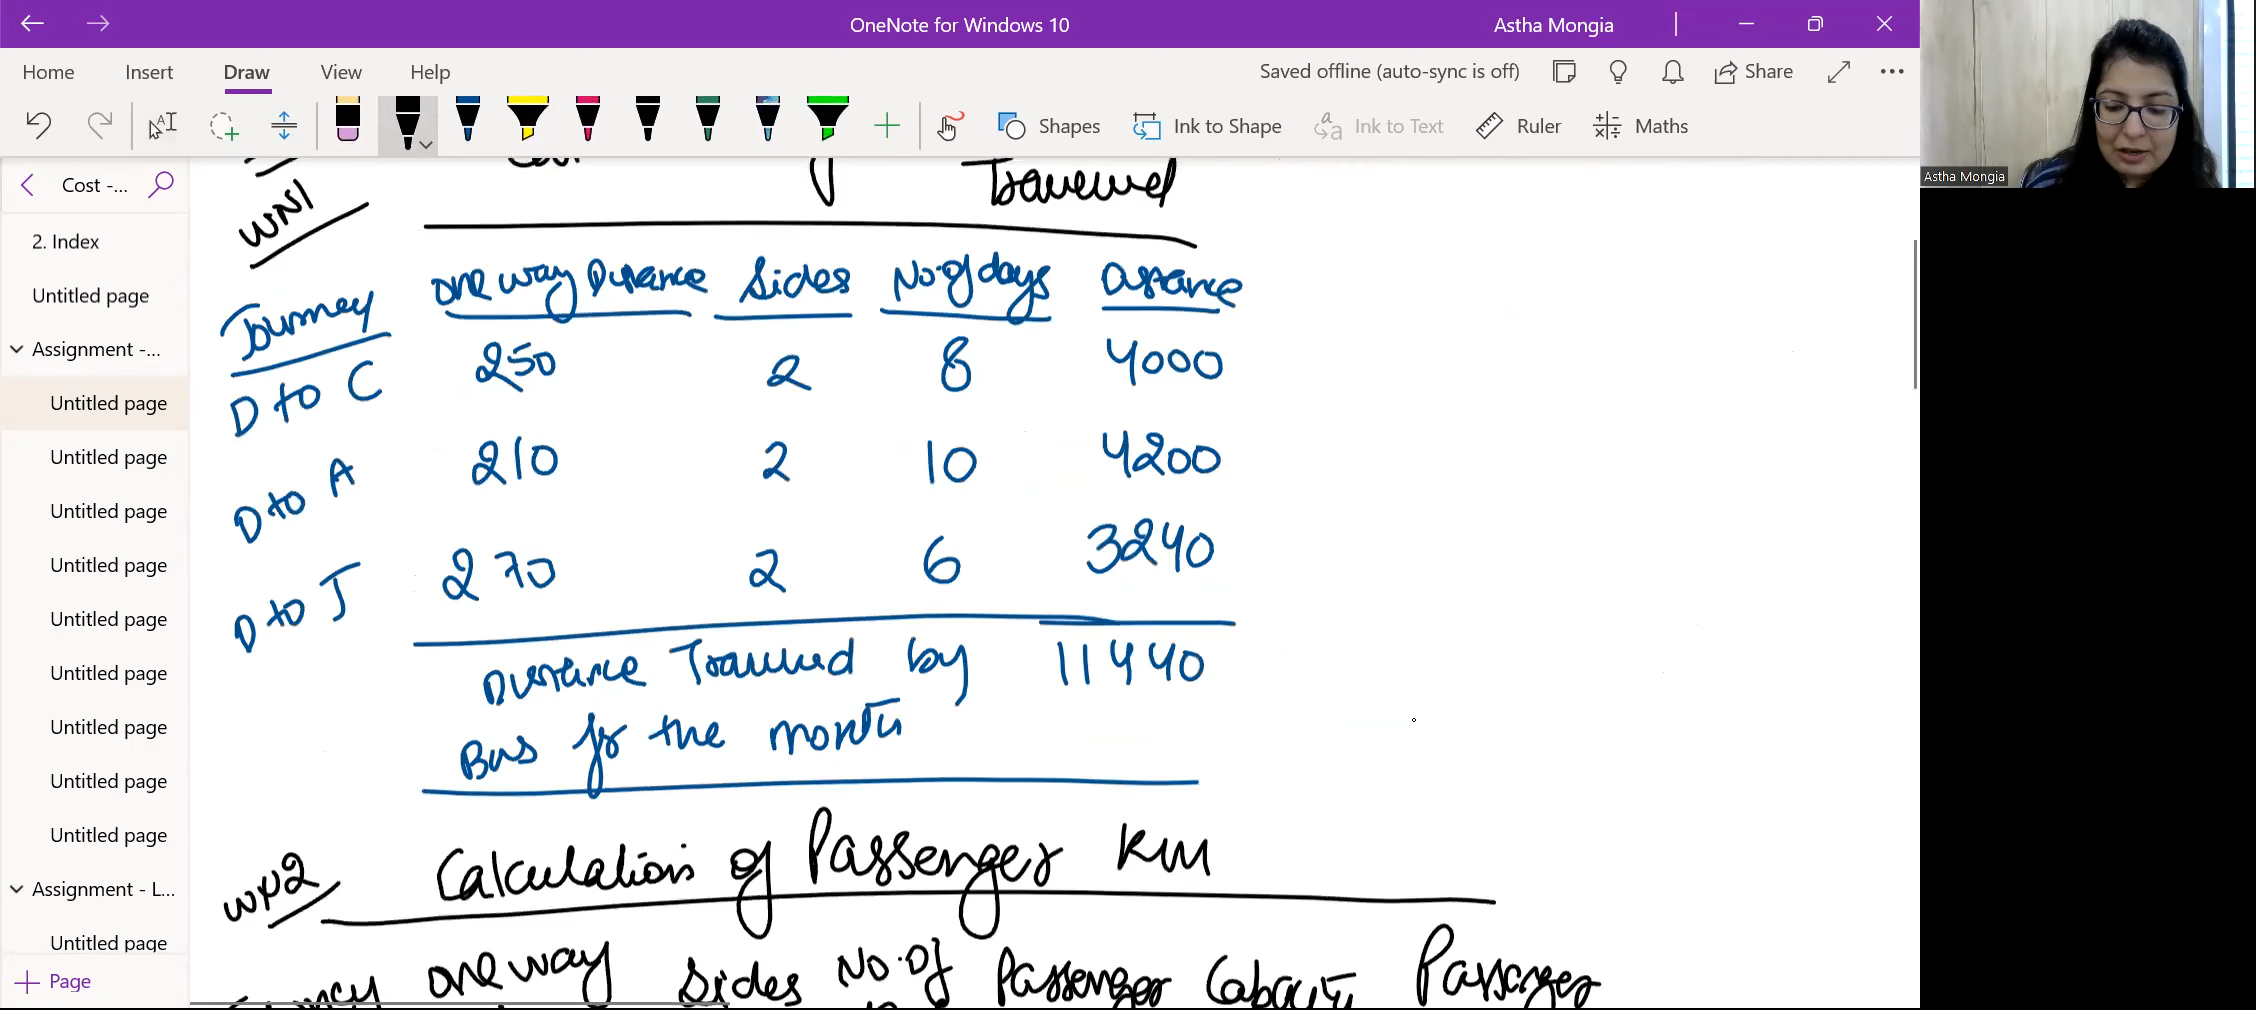 OneNote for Windows 10
Astha Mongia
Home Insert Draw View Help
Saved offline (auto-sync is off) Share
Shapes Ink to Shape Ink to Text Ruler Maths
Astha Mongia
Cost -...
2. Index
Untitled page
Assignment -...
Untitled page
Untitled page
Untitled page
Untitled page
Untitled page
Untitled page
Untitled page
Untitled page
Untitled page
Assignment - L...
Untitled page
Page
WN1
Travelled
Journey One way Distance Sides No. of days Distance
D to C 250 2 8 4000
D to A 210 2 10 4200
D to J 270 2 6 3240
Distance Travelled by 11440
Bus for the month
WN2 Calculation of Passenger KM
one way Sides No. of Passenger Capacity Passenger